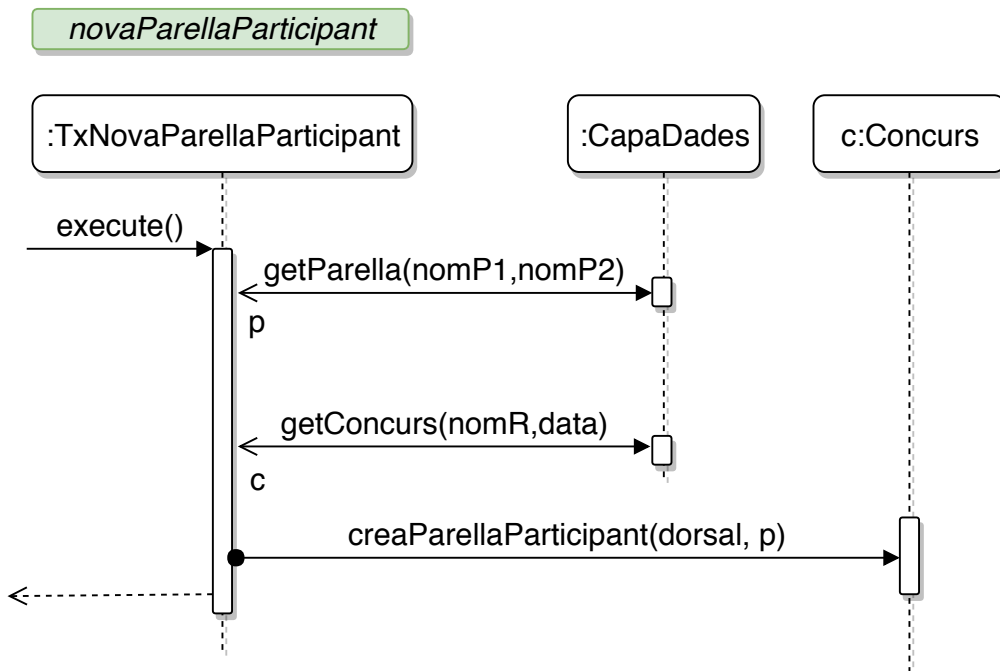 novaParellaParticipant
:TxNovaParellaParticipant
:CapaDades
c:Concurs
execute()
getParella(nomP1,nomP2)
p
getConcurs(nomR,data)
c
creaParellaParticipant(dorsal, p)